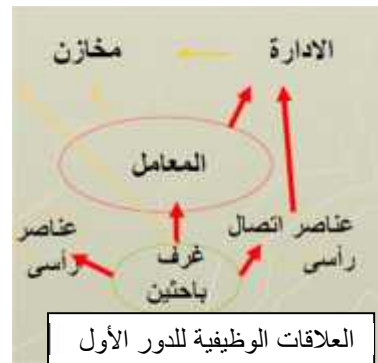 الادارة
مخازن
المعامل
عناصر اتصال
رأسى
غرف
باحثين
عناصر
رأسى
العلاقات الوظيفية للدور الأول